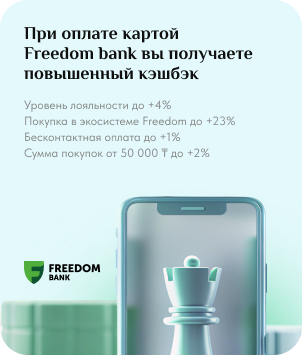 При оплате картой
Freedom bank вы получаете
повышенный кэшбэк
Уровень лояльности до +4%
Покупка в экосистеме Freedom до +23%
Бесконтактная оплата до +1%
Сумма покупок от 50 000 ₸ до +2%
FREEDOM
BANK